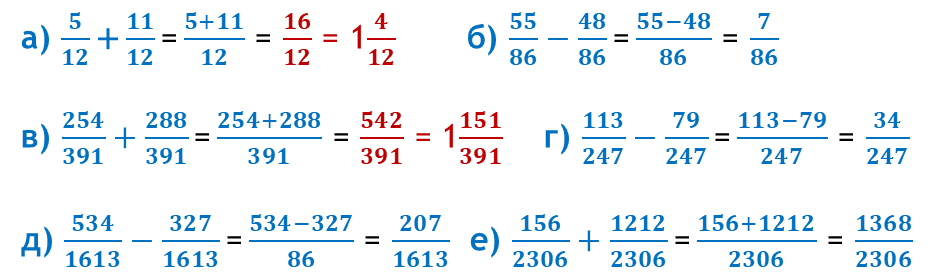 а) 5/12 + 11/12 = 5+11/12 = 16/12 = 1 4/12 б) 55/86 − 48/86 = 55−48/86 = 7/86
в) 254/391 + 288/391 = 254+288/391 = 542/391 = 1 151/391 г) 113/247 − 79/247 = 113−79/247 = 34/247
д) 534/1613 − 327/1613 = 534−327/86 = 207/1613 е) 156/2306 + 1212/2306 = 156+1212/2306 = 1368/2306